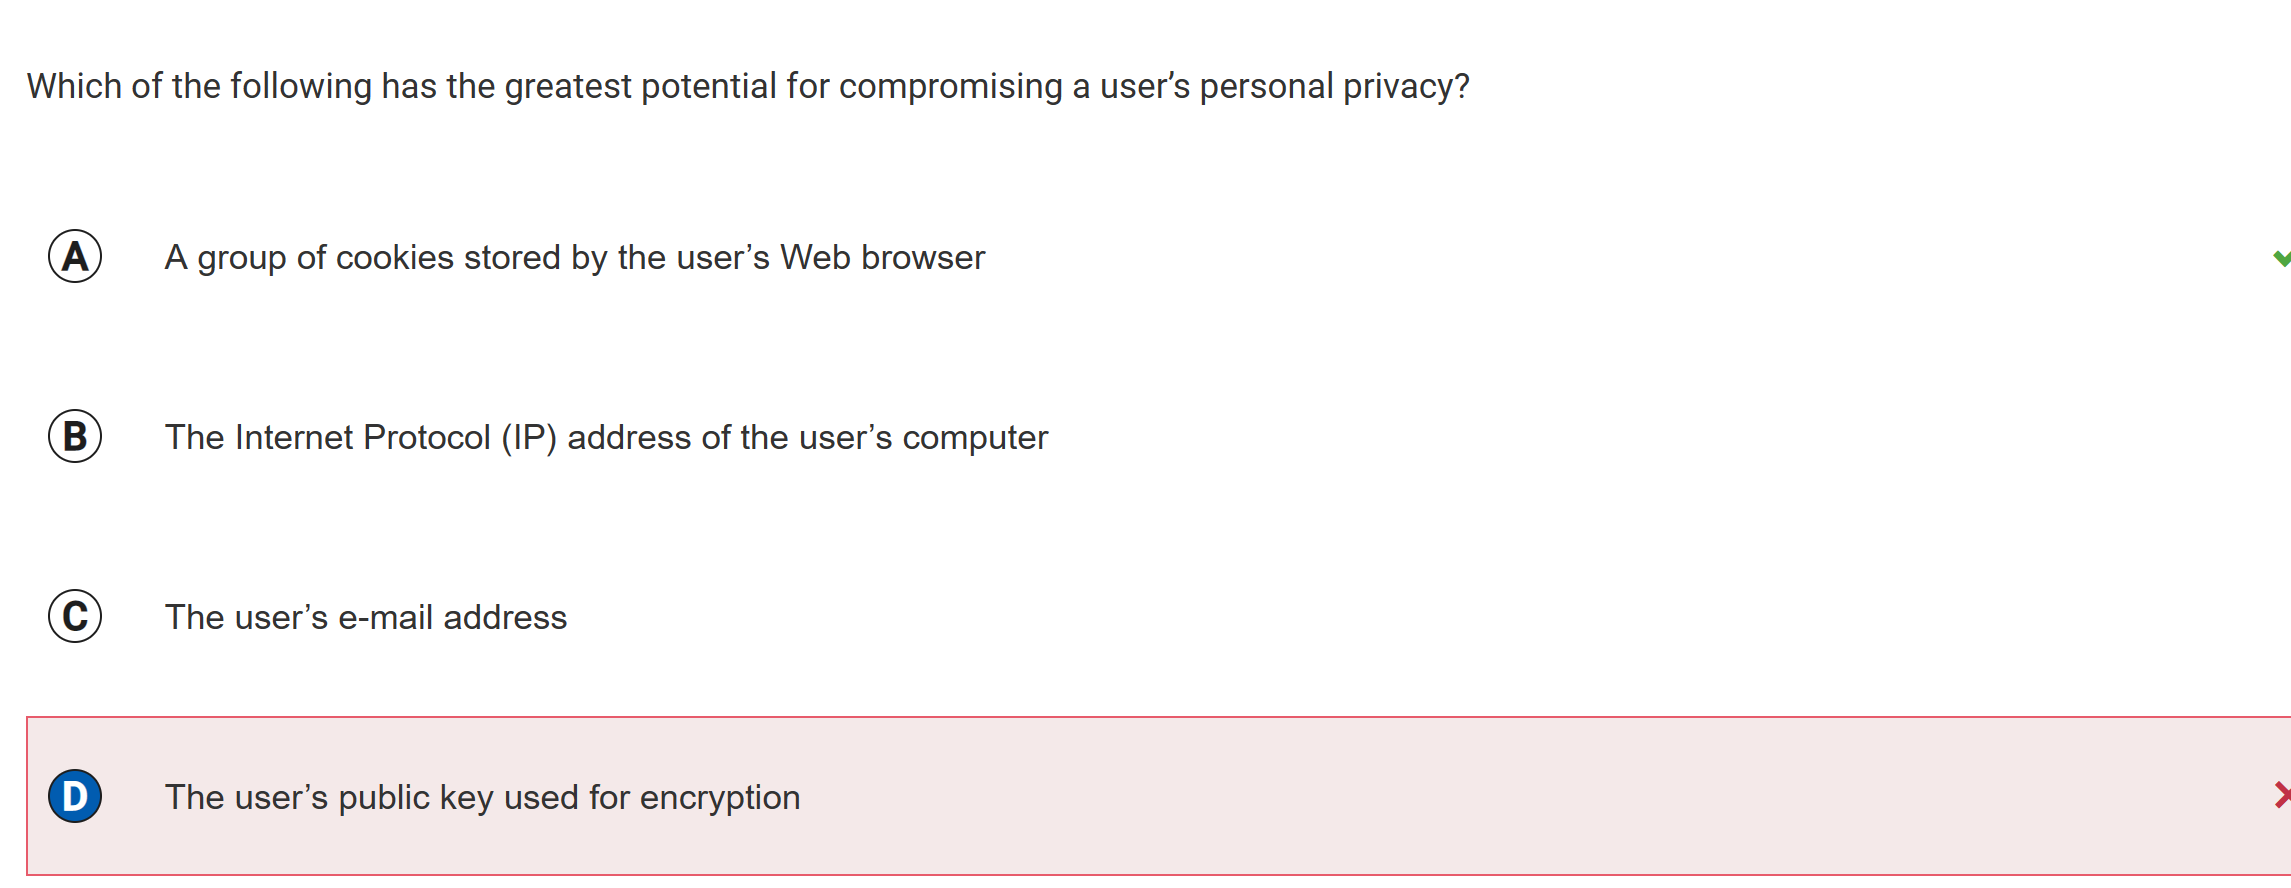 Which of the following has the greatest potential for compromising a user’s personal privacy?
A A group of cookies stored by the user’s Web browser
B The Internet Protocol (IP) address of the user’s computer
C The user’s e-mail address
D The user’s public key used for encryption